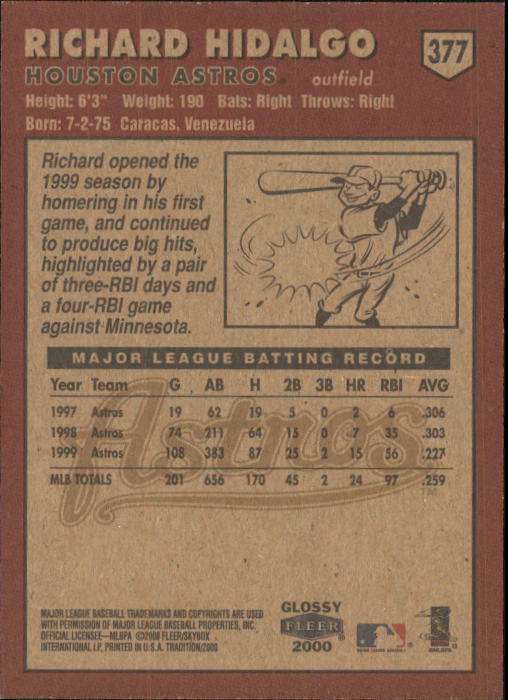 RICHARD HIDALGO
377
HOUSTON ASTROS® outfield
Height: 6'3" Weight: 190 Bats: Right Throws: Right
Born: 7-2-75 Caracas, Venezuela
Richard opened the
1999 season by
homering in his first
game, and continued
to produce big hits,
highlighted by a pair
of three-RBI days and
a four-RBI game
against Minnesota.
MAJOR LEAGUE BATTING RECORD
Astros
Year Team G AB H 2B 3B HR RBI AVG
1997 Astros 19 62 19 5 0 2 6 .306
1998 Astros 74 211 64 15 0 7 35 .303
1999 Astros 108 383 87 25 2 15 56 .227
MLB TOTALS 201 656 170 45 2 24 97 .259
MAJOR LEAGUE BASEBALL TRADEMARKS AND COPYRIGHTS ARE USED
WITH PERMISSION OF MAJOR LEAGUE BASEBALL PROPERTIES, INC.
OFFICIAL LICENSEE—MLBPA ©2000 FLEER/SKYBOX
INTERNATIONAL LP, PRINTED IN U.S.A. TRADITION/2000
GLOSSY
FLEER
2000
MAJOR LEAGUE BASEBALL
©MLBPA